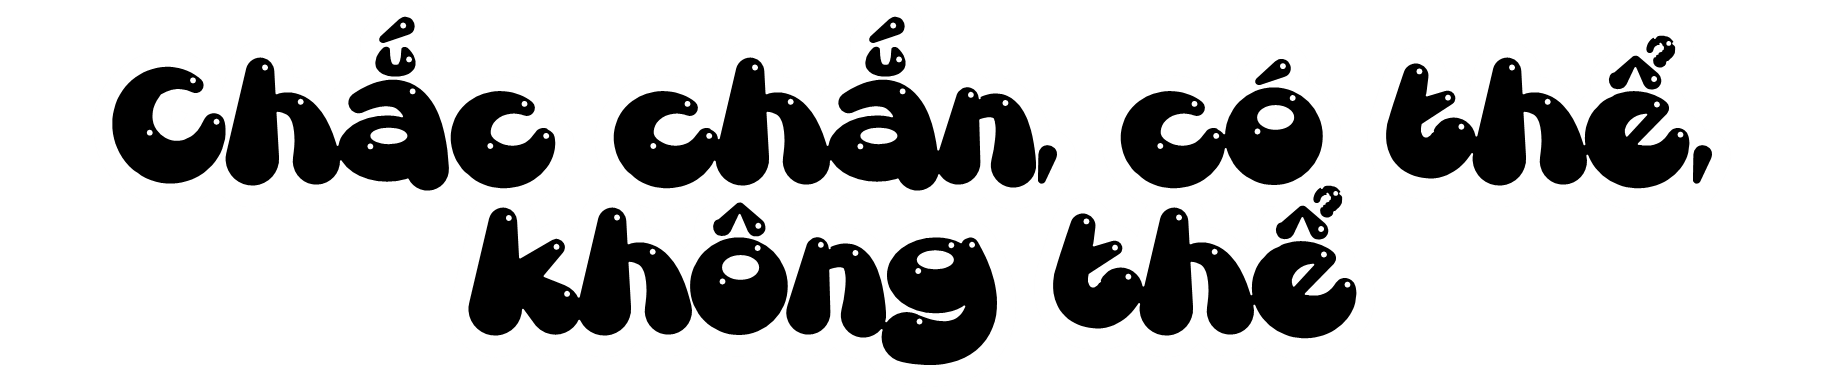 Chắc chắn, có thể,
không thể